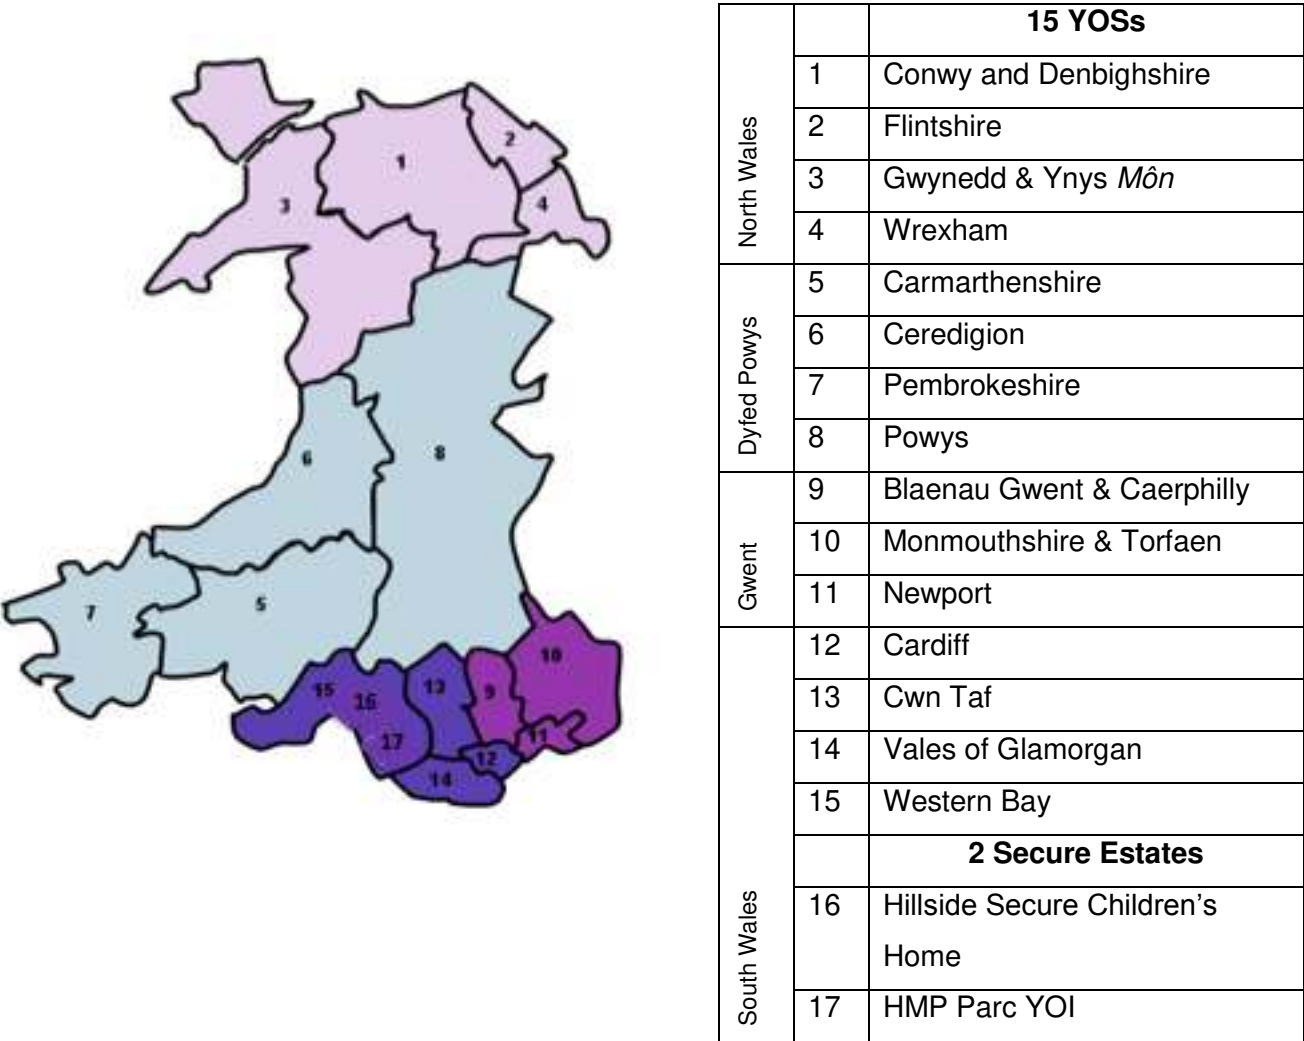 1
2
3
4
6
8
7
5
10
15
16
13
9
17
11
12
14
15 YOSs
North Wales
1 Conwy and Denbighshire
2 Flintshire
3 Gwynedd & Ynys Môn
4 Wrexham
Dyfed Powys
5 Carmarthenshire
6 Ceredigion
7 Pembrokeshire
8 Powys
Gwent
9 Blaenau Gwent & Caerphilly
10 Monmouthshire & Torfaen
11 Newport
South Wales
12 Cardiff
13 Cwn Taf
14 Vales of Glamorgan
15 Western Bay
2 Secure Estates
16 Hillside Secure Children’s
Home
17 HMP Parc YOI